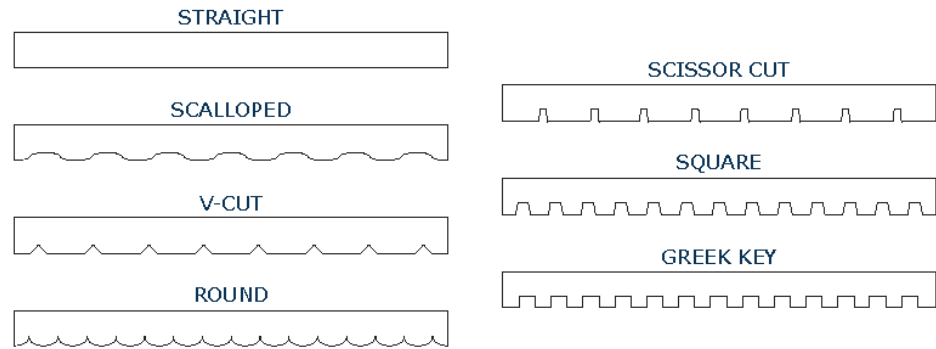 STRAIGHT
SCALLOPED
V-CUT
ROUND
SCISSOR CUT
SQUARE
GREEK KEY